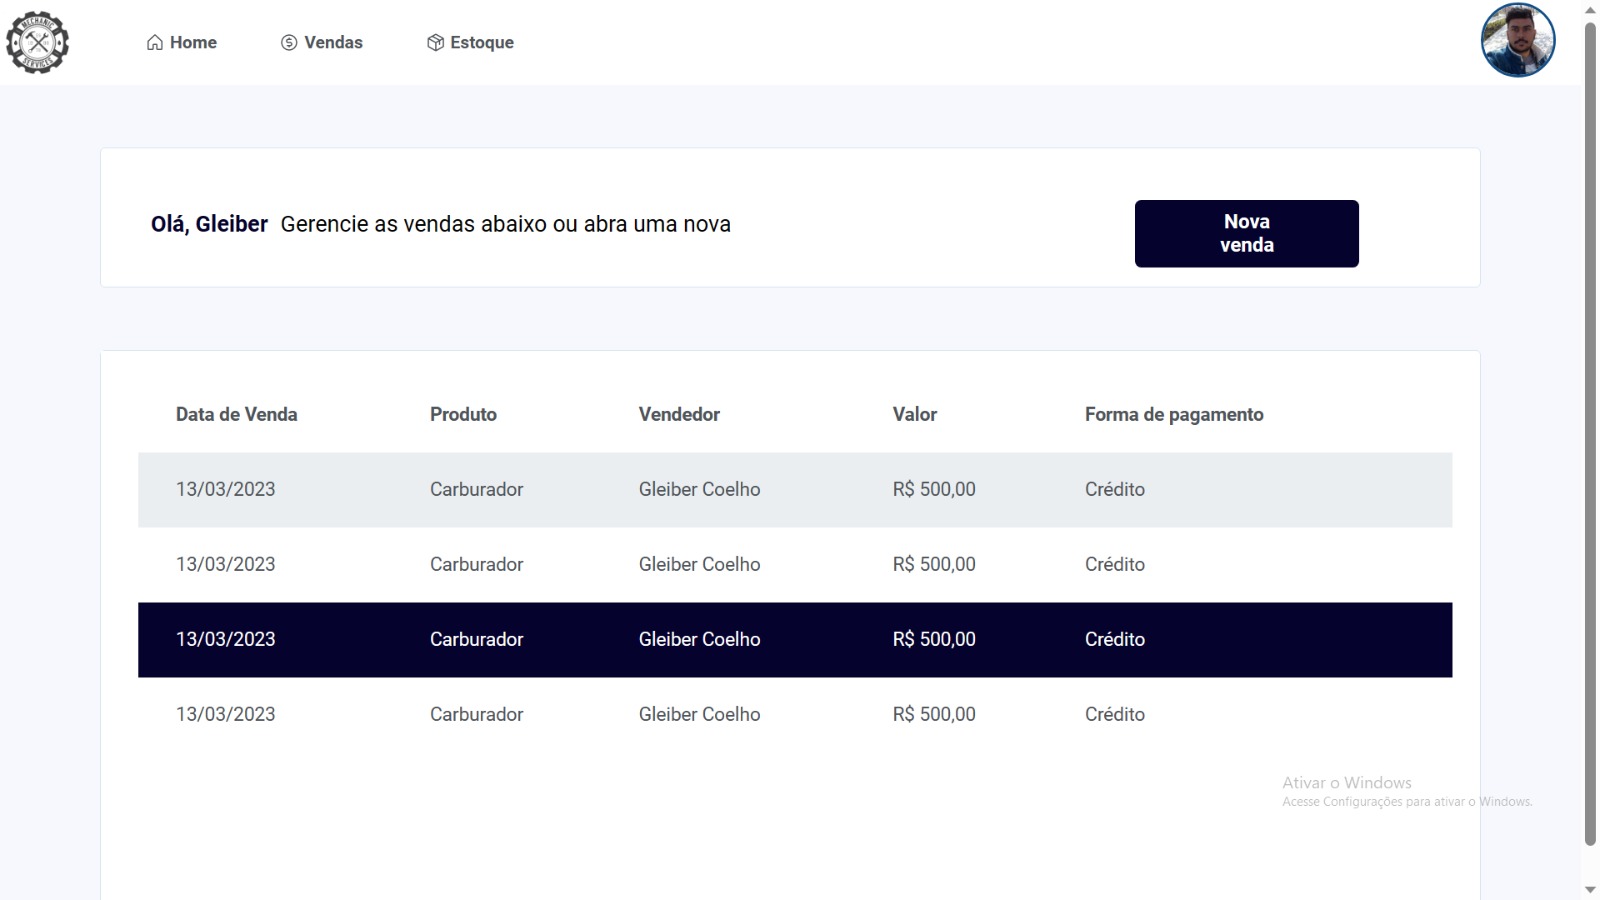 MECHANIC
SERVICES
Home
Vendas
Estoque
Olá, Gleiber Gerencie as vendas abaixo ou abra uma nova
Nova
venda
Data de Venda Produto Vendedor Valor Forma de pagamento
13/03/2023 Carburador Gleiber Coelho R$ 500,00 Crédito
13/03/2023 Carburador Gleiber Coelho R$ 500,00 Crédito
13/03/2023 Carburador Gleiber Coelho R$ 500,00 Crédito
13/03/2023 Carburador Gleiber Coelho R$ 500,00 Crédito
Ativar o Windows
Acesse Configurações para ativar o Windows.